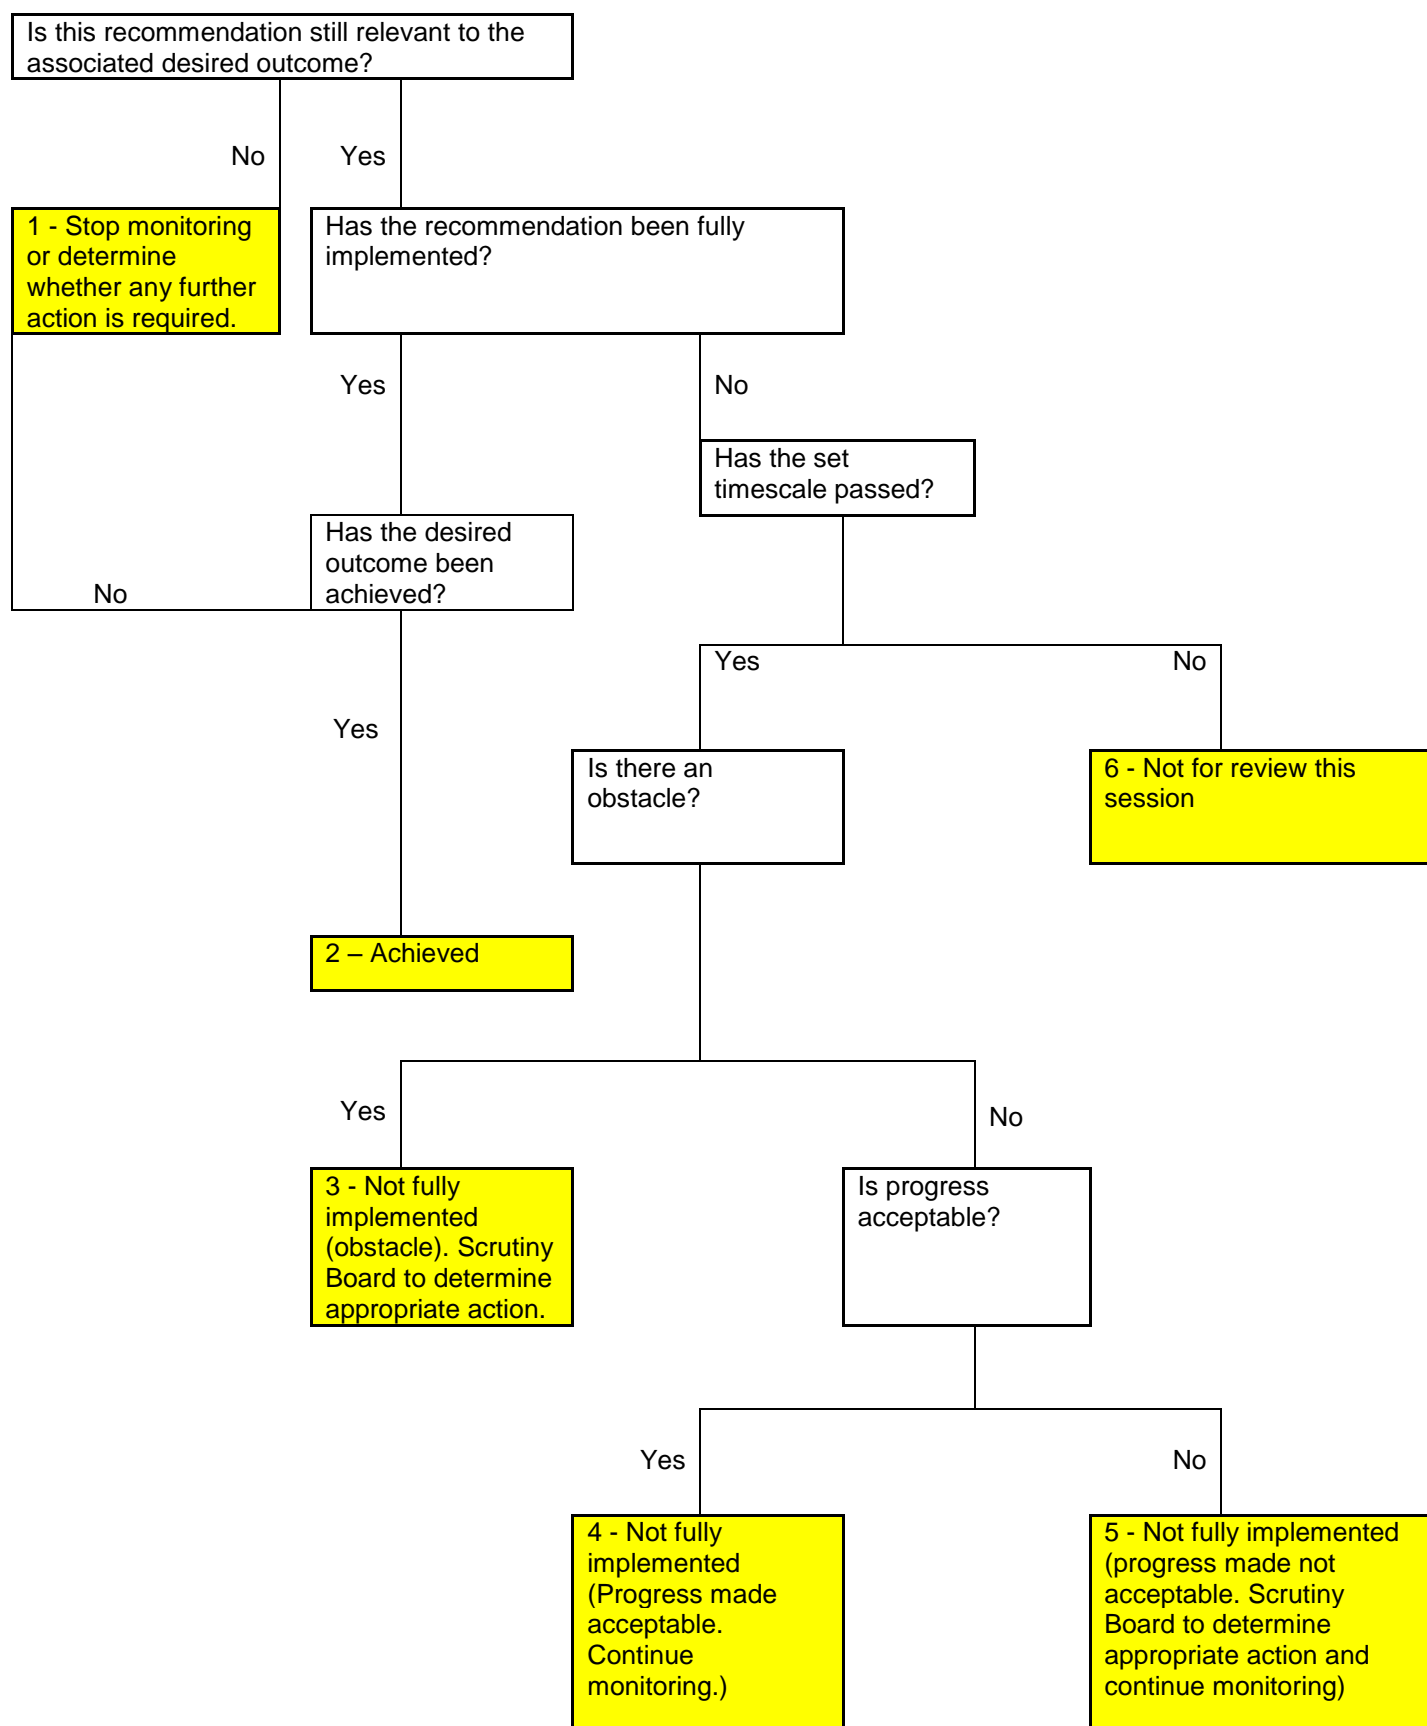 Is this recommendation still relevant to the
associated desired outcome?
No
Yes
1 - Stop monitoring
or determine
whether any further
action is required.
Has the recommendation been fully
implemented?
Yes
No
Has the set
timescale passed?
Has the desired
outcome been
achieved?
No
Yes
No
Yes
Is there an
obstacle?
6 - Not for review this
session
2 – Achieved
Yes
No
3 - Not fully
implemented
(obstacle). Scrutiny
Board to determine
appropriate action.
Is progress
acceptable?
Yes
No
4 - Not fully
implemented
(Progress made
acceptable.
Continue
monitoring.)
5 - Not fully implemented
(progress made not
acceptable. Scrutiny
Board to determine
appropriate action and
continue monitoring)